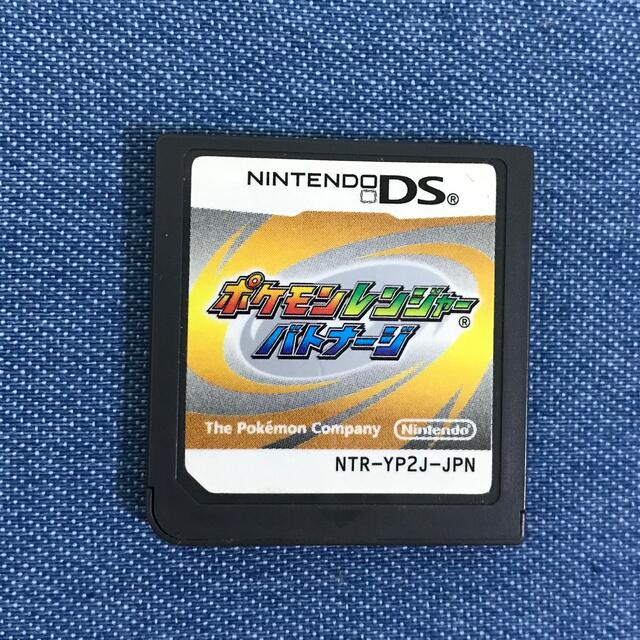 NINTENDO DS®
ポケモンレンジャー®
バトナージ
The Pokémon Company Nintendo®
NTR-YP2J-JPN